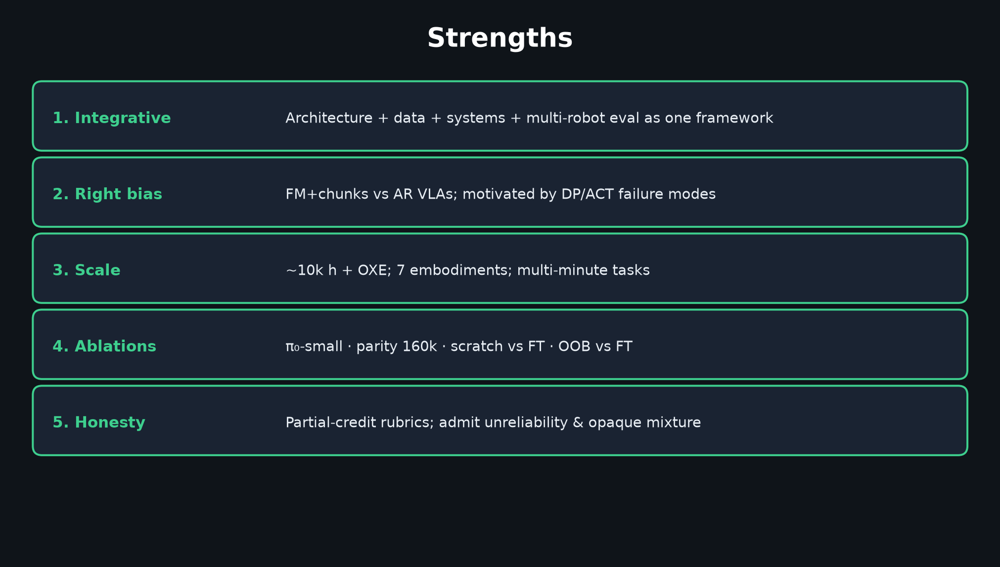 Strengths
1. Integrative Architecture + data + systems + multi-robot eval as one framework
2. Right bias FM+chunks vs AR VLAs; motivated by DP/ACT failure modes
3. Scale ~10k h + OXE; 7 embodiments; multi-minute tasks
4. Ablations π₀-small · parity 160k · scratch vs FT · OOB vs FT
5. Honesty Partial-credit rubrics; admit unreliability & opaque mixture